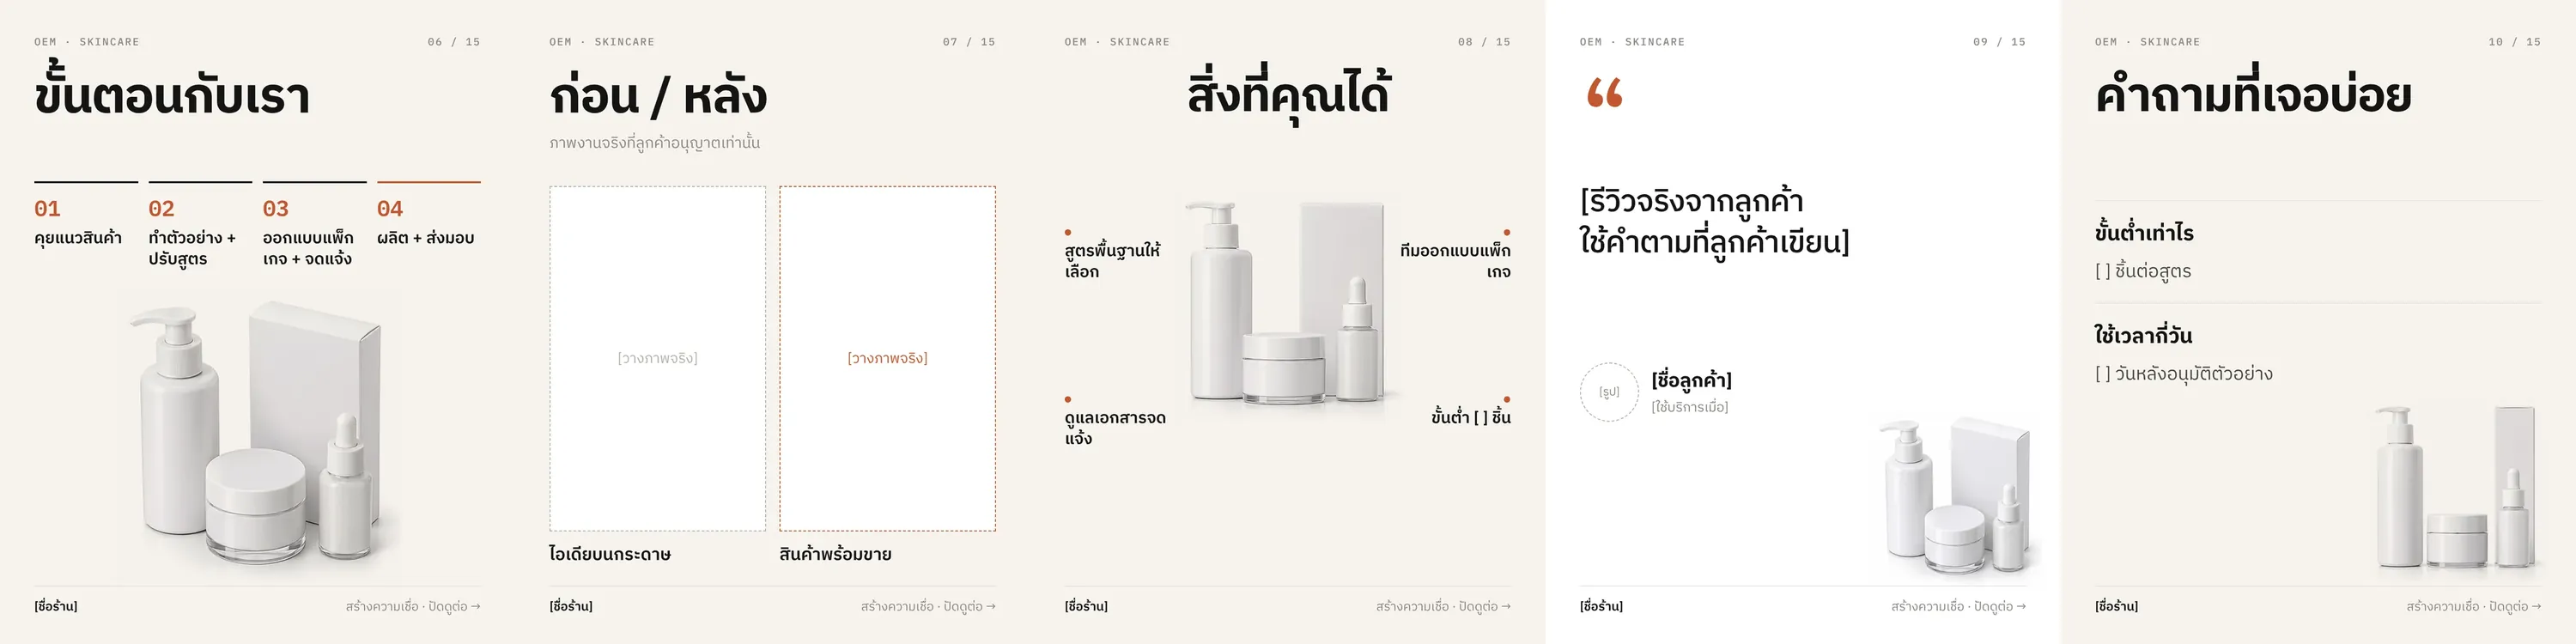 OEM · SKINCARE
06 / 15
ขั้นตอนกับเรา
01
คุยแนวสินค้า
02
ทำตัวอย่าง +
ปรับสูตร
03
ออกแบบแพ็ก
เกจ + จดแจ้ง
04
ผลิต + ส่งมอบ
[ชื่อร้าน]
สร้างความเชื่อ · ปัดดูต่อ →
OEM · SKINCARE
07 / 15
ก่อน / หลัง
ภาพงานจริงที่ลูกค้าอนุญาตเท่านั้น
[วางภาพจริง]
[วางภาพจริง]
ไอเดียบนกระดาษ
สินค้าพร้อมขาย
[ชื่อร้าน]
สร้างความเชื่อ · ปัดดูต่อ →
OEM · SKINCARE
08 / 15
สิ่งที่คุณได้
สูตรพื้นฐานให้
เลือก
ทีมออกแบบแพ็ก
เกจ
ดูแลเอกสารจด
แจ้ง
ขั้นต่ำ [ ] ชิ้น
[ชื่อร้าน]
สร้างความเชื่อ · ปัดดูต่อ →
OEM · SKINCARE
09 / 15
“
[รีวิวจริงจากลูกค้า
ใช้คำตามที่ลูกค้าเขียน]
[รูป]
[ชื่อลูกค้า]
[ใช้บริการเมื่อ]
[ชื่อร้าน]
สร้างความเชื่อ · ปัดดูต่อ →
OEM · SKINCARE
10 / 15
คำถามที่เจอบ่อย
ขั้นต่ำเท่าไร
[ ] ชิ้นต่อสูตร
ใช้เวลากี่วัน
[ ] วันหลังอนุมัติตัวอย่าง
[ชื่อร้าน]
สร้างความเชื่อ · ปัดดูต่อ →